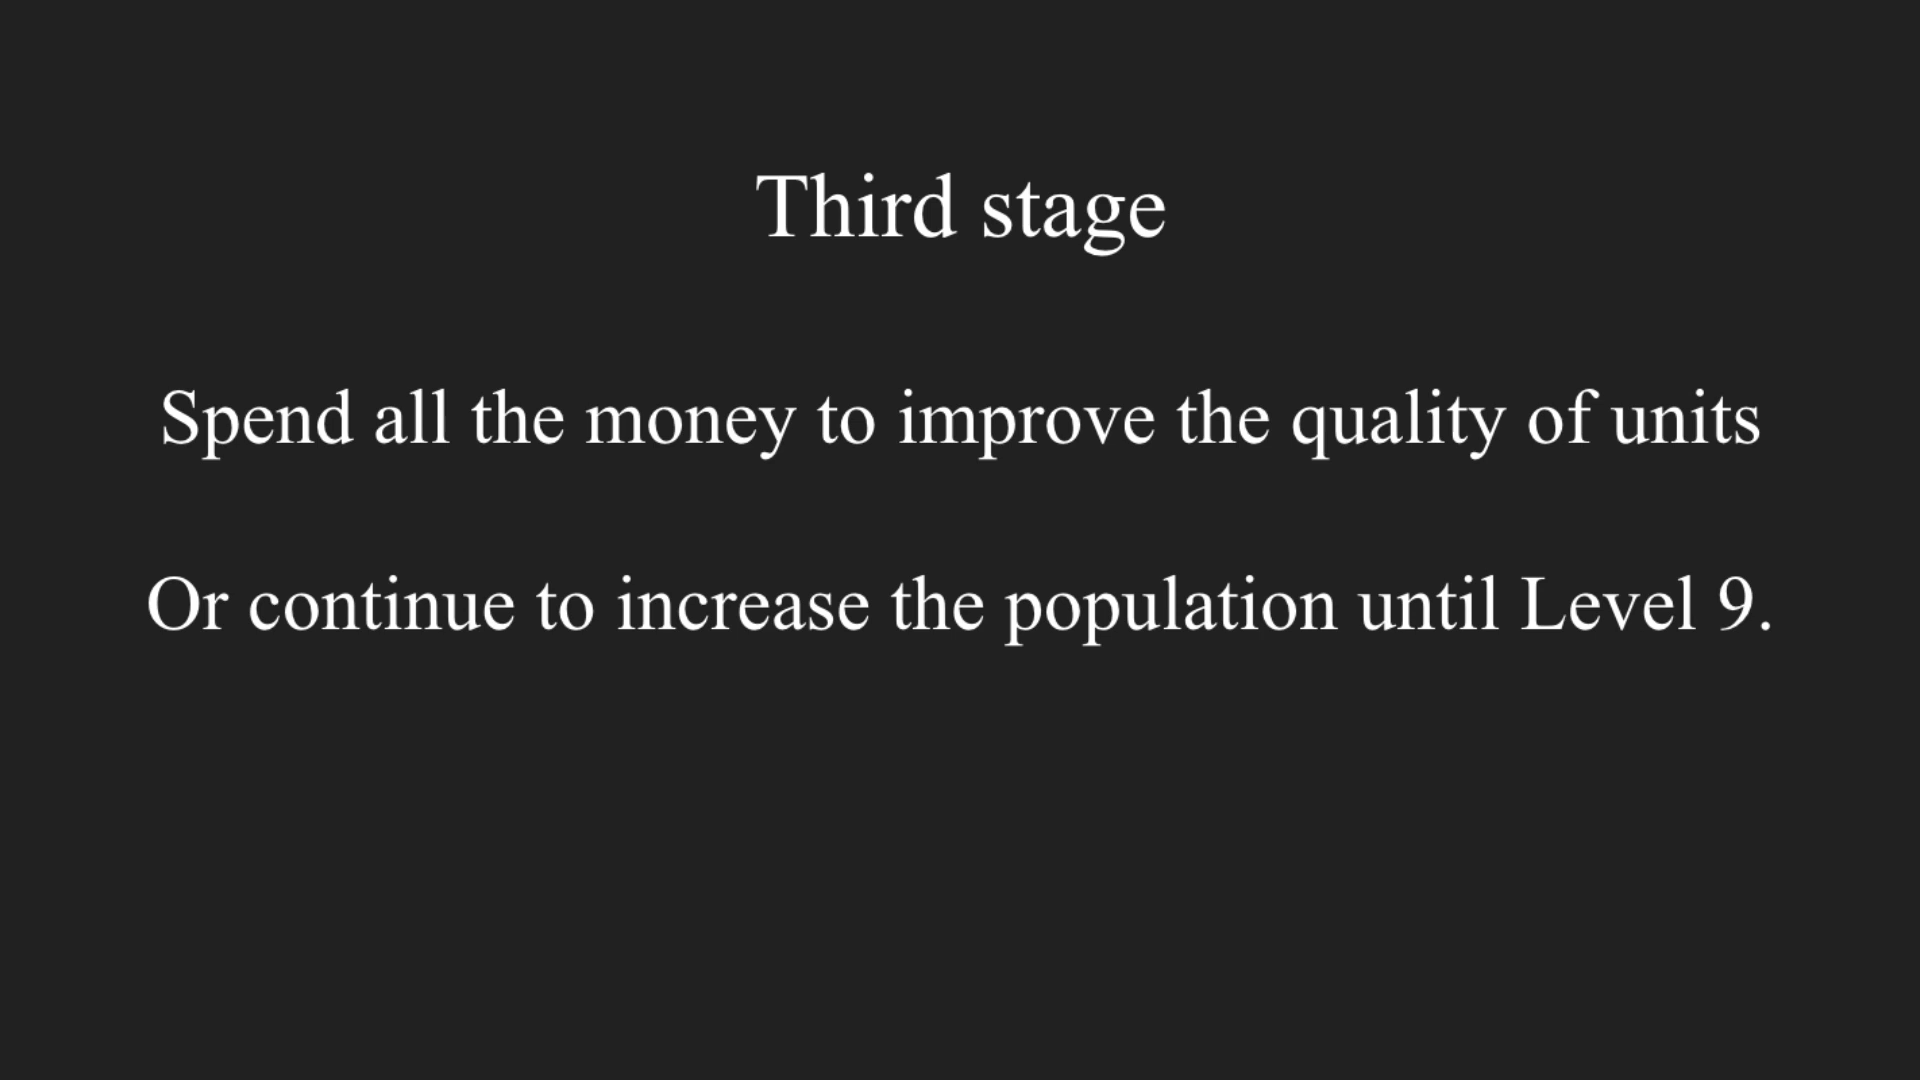 Third stage
Spend all the money to improve the quality of units
Or continue to increase the population until Level 9.